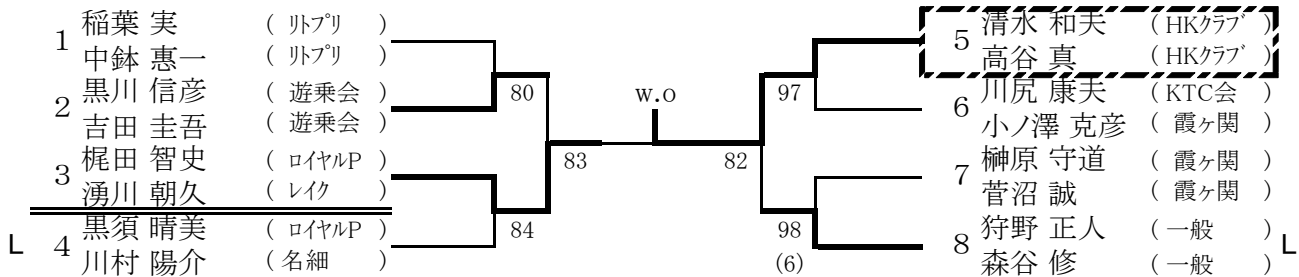 1 稲葉 実 ( リトプリ )
中鉢 惠一 ( リトプリ )
2 黒川 信彦 ( 遊乗会 )
吉田 圭吾 ( 遊乗会 )
3 梶田 智史 ( ロイヤルP )
湧川 朝久 ( レイク )
L 4 黒須 晴美 ( ロイヤルP )
川村 陽介 ( 名細 )
80
83
84
w.o
97
82
98
(6)
5 清水 和夫 ( HKクラブ )
高谷 真 ( HKクラブ )
6 川尻 康夫 ( KTC会 )
小ノ澤 克彦 ( 霞ヶ関 )
7 榊原 守道 ( 霞ヶ関 )
菅沼 誠 ( 霞ヶ関 )
8 狩野 正人 ( 一般 ) L
森谷 修 ( 一般 )